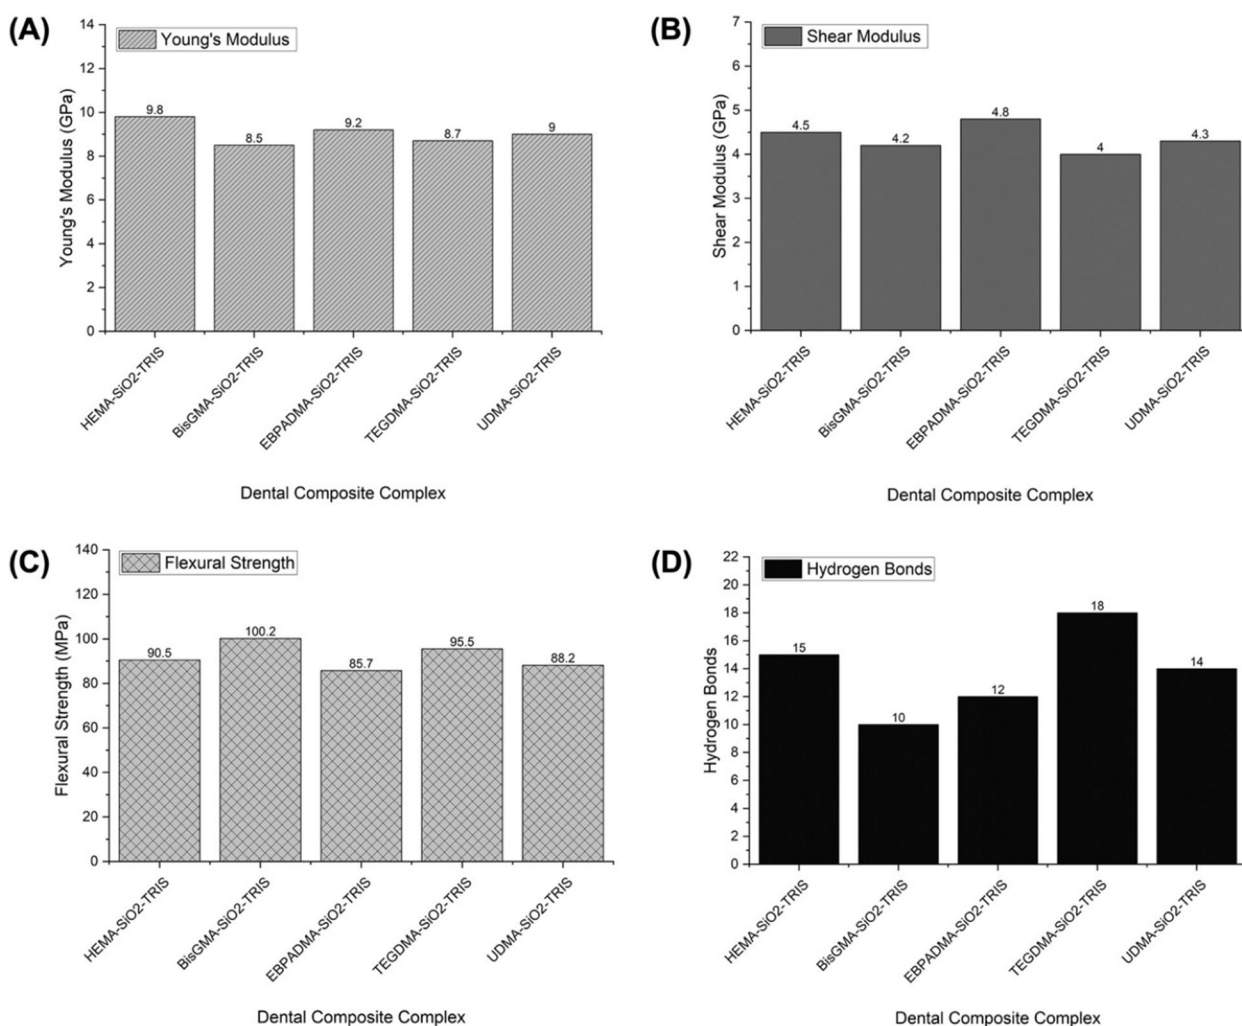 (A)
Young's Modulus
14
12
10
8
6
4
2
0
Young's Modulus (GPa)
9.8
8.5
9.2
8.7
9
HEMA-SiO2-TRIS
BisGMA-SiO2-TRIS
EBPADMA-SiO2-TRIS
TEGDMA-SiO2-TRIS
UDMA-SiO2-TRIS
Dental Composite Complex
(B)
Shear Modulus
7
6
5
4
3
2
1
0
Shear Modulus (GPa)
4.5
4.2
4.8
4
4.3
HEMA-SiO2-TRIS
BisGMA-SiO2-TRIS
EBPADMA-SiO2-TRIS
TEGDMA-SiO2-TRIS
UDMA-SiO2-TRIS
Dental Composite Complex
(C)
Flexural Strength
140
120
100
80
60
40
20
0
Flexural Strength (MPa)
90.5
100.2
85.7
95.5
88.2
HEMA-SiO2-TRIS
BisGMA-SiO2-TRIS
EBPADMA-SiO2-TRIS
TEGDMA-SiO2-TRIS
UDMA-SiO2-TRIS
Dental Composite Complex
(D)
Hydrogen Bonds
22
20
18
16
14
12
10
8
6
4
2
0
Hydrogen Bonds
15
10
12
18
14
HEMA-SiO2-TRIS
BisGMA-SiO2-TRIS
EBPADMA-SiO2-TRIS
TEGDMA-SiO2-TRIS
UDMA-SiO2-TRIS
Dental Composite Complex